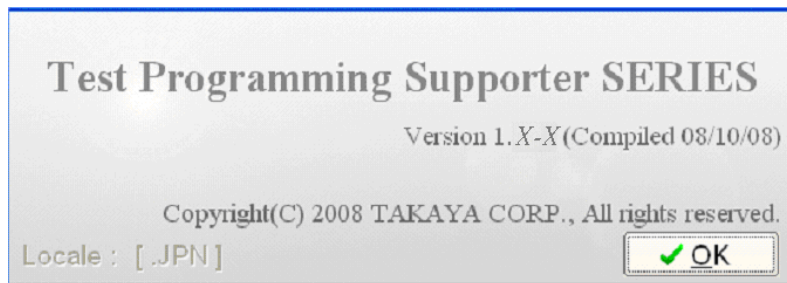 Test Programming Supporter SERIES
Version 1.X-X(Compiled 08/10/08)
Copyright(C) 2008 TAKAYA CORP., All rights reserved.
Locale : [ .JPN ]
OK